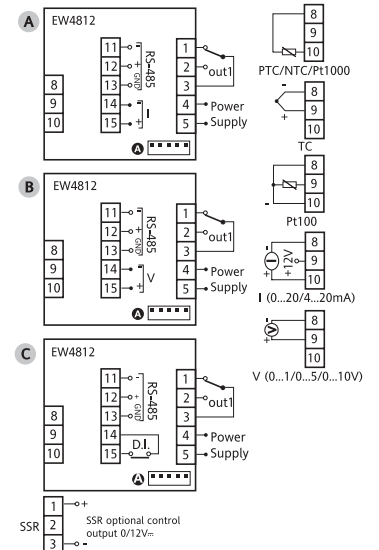 A EW4812
11 - RS-485
12 + GND
13
14 - I
15 +
8
9
10
1
2 out1
3
4 Power
5 Supply
A
B EW4812
11 - RS-485
12 + GND
13
14 - V
15 +
8
9
10
1
2 out1
3
4 Power
5 Supply
A
C EW4812
11 - RS-485
12 + GND
13
14 D.I.
15
8
9
10
1
2 out1
3
4 Power
5 Supply
A
SSR
1 +
2
3 -
SSR optional control
output 0/12V⎓
8
9
10
PTC/NTC/Pt1000
- 8
9
+ 10
TC
8
9
- 10
Pt100
- 8
I +12V 9
+ 10
I (0...20/4...20mA)
- 8
V 9
+ 10
V (0...1/0...5/0...10V)